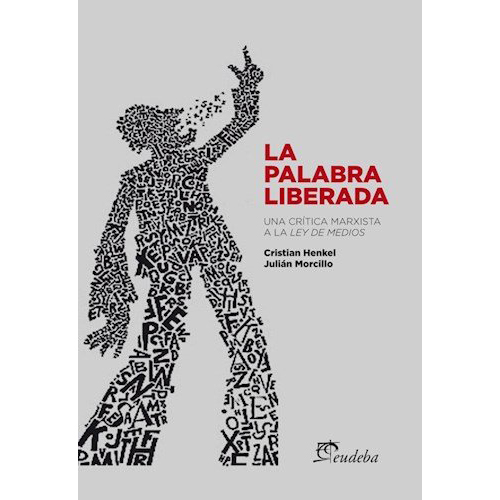 LA
PALABRA
LIBERADA
UNA CRÍTICA MARXISTA
A LA LEY DE MEDIOS
Cristian Henkel
Julián Morcillo
eudeba